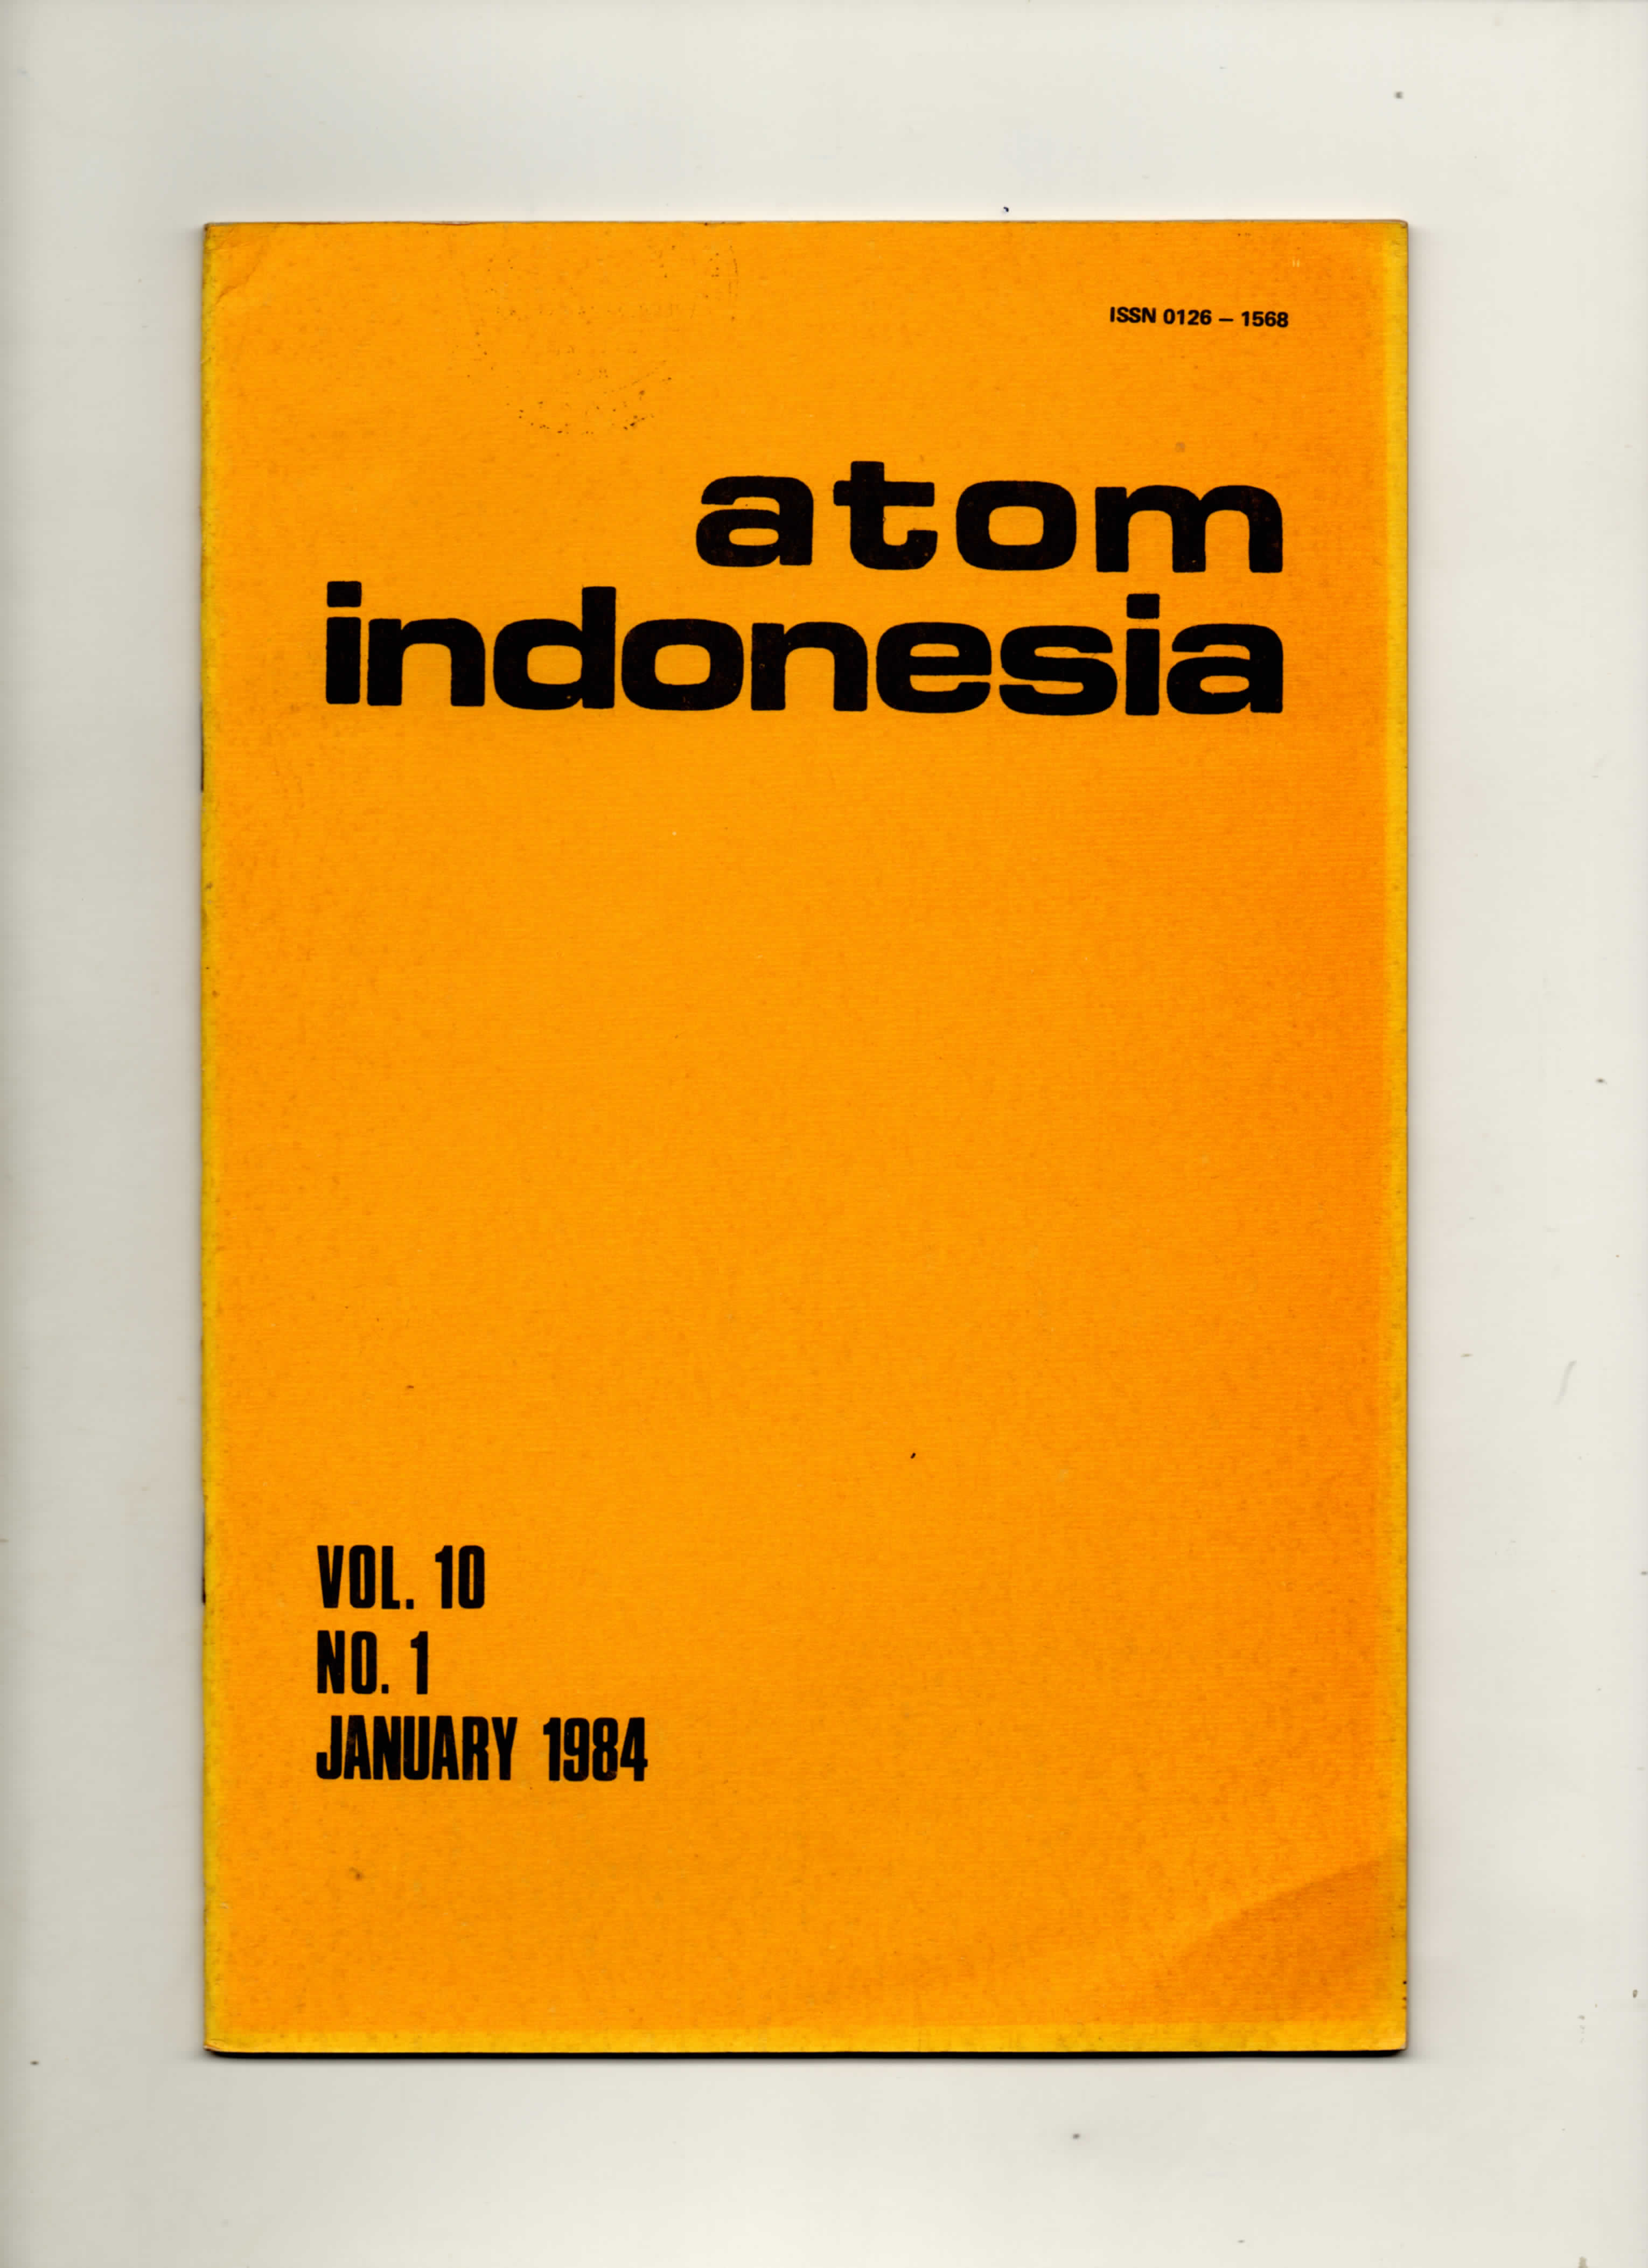 ISSN 0126 – 1568
atom
indonesia
VOL. 10
NO. 1
JANUARY 1984